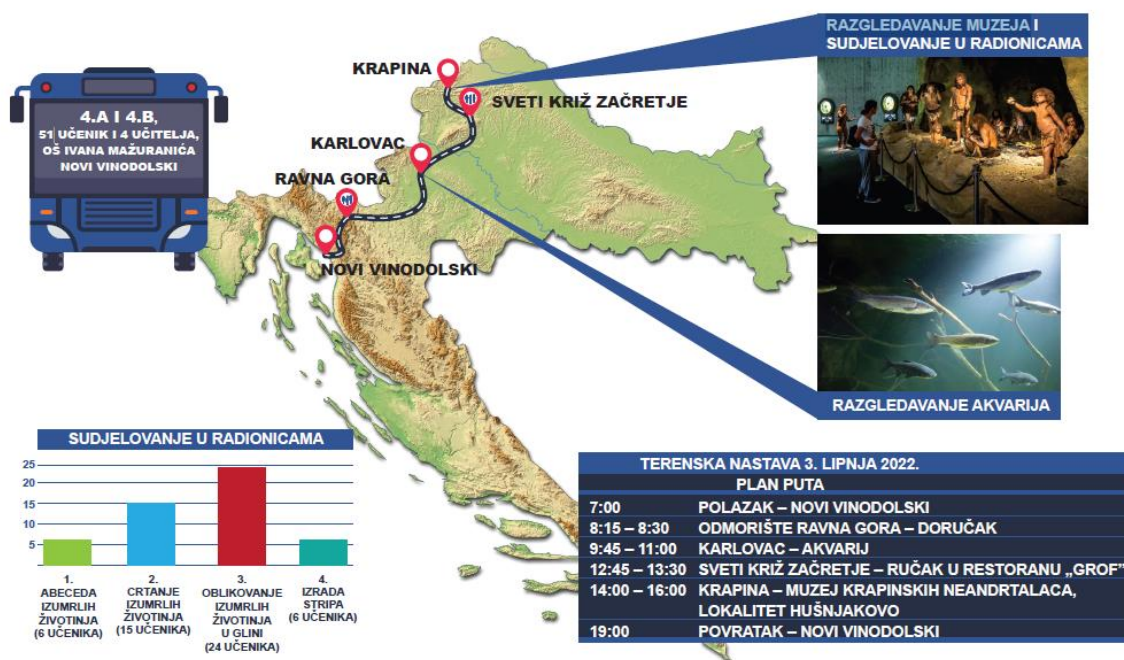 RAZGLEDAVANJE MUZEJA I
SUDJELOVANJE U RADIONICAMA
KRAPINA
SVETI KRIŽ ZAČRETJE
KARLOVAC
RAVNA GORA
NOVI VINODOLSKI
4.A I 4.B,
51 UČENIK I 4 UČITELJA,
OŠ IVANA MAŽURANIĆA
NOVI VINODOLSKI
RAZGLEDAVANJE AKVARIJA
SUDJELOVANJE U RADIONICAMA
25
20
15
10
5
1.
ABECEDA
IZUMRLIH
ŽIVOTINJA
(6 UČENIKA)
2.
CRTANJE
IZUMRLIH
ŽIVOTINJA
(15 UČENIKA)
3.
OBLIKOVANJE
IZUMRLIH
ŽIVOTINJA
U GLINI
(24 UČENIKA)
4.
IZRADA
STRIPA
(6 UČENIKA)
TERENSKA NASTAVA 3. LIPNJA 2022.
PLAN PUTA
7:00 POLAZAK – NOVI VINODOLSKI
8:15 – 8:30 ODMORIŠTE RAVNA GORA – DORUČAK
9:45 – 11:00 KARLOVAC – AKVARIJ
12:45 – 13:30 SVETI KRIŽ ZAČRETJE – RUČAK U RESTORANU „GROF”
14:00 – 16:00 KRAPINA – MUZEJ KRAPINSKIH NEANDRTALACA,
LOKALITET HUŠNJAKOVO
19:00 POVRATAK – NOVI VINODOLSKI